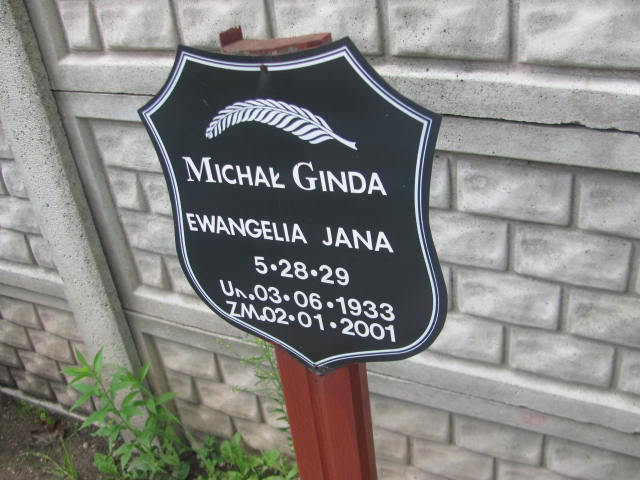 MICHAŁ GINDA
EWANGELIA JANA
5·28·29
UR.03·06·1933
ZM.02·01·2001